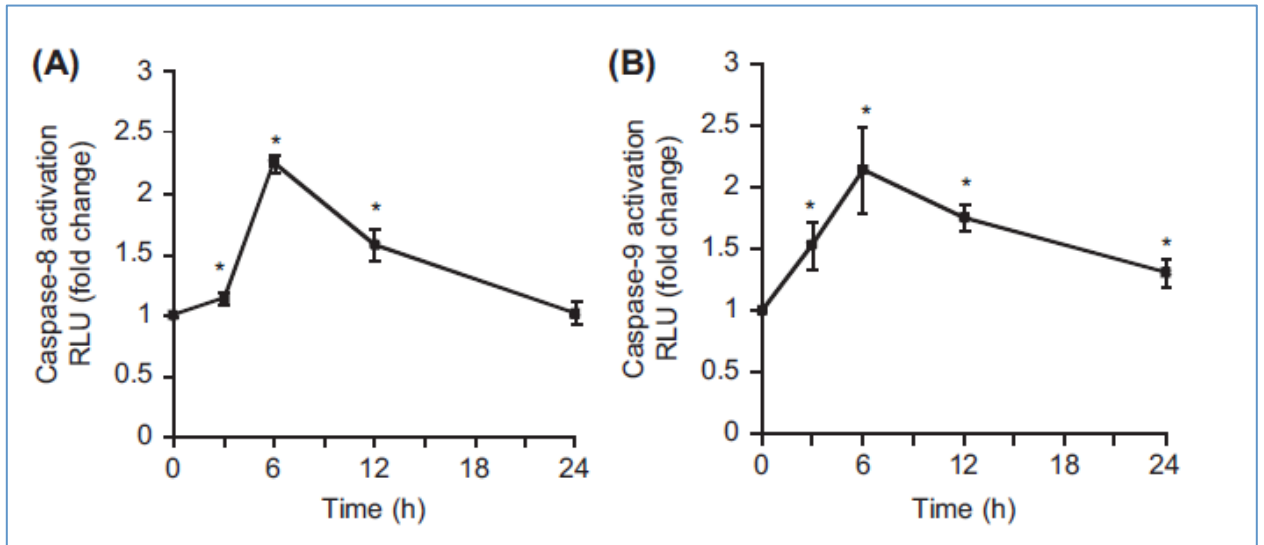 (A)
Caspase-8 activation
RLU (fold change)
3
2.5
2
1.5
1
0.5
0
*
*
*
0 6 12 18 24
Time (h)
(B)
Caspase-9 activation
RLU (fold change)
3
2.5
2
1.5
1
0.5
0
*
*
*
*
0 6 12 18 24
Time (h)